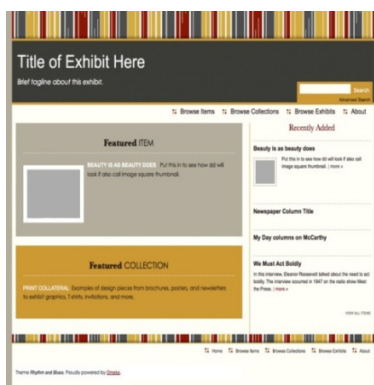 Title of Exhibit Here
Brief tagline about this exhibit.
Search
Advanced Search
Browse Items
Browse Collections
Browse Exhibits
About
Featured ITEM
BEAUTY IS AS BEAUTY DOES Put this in to see how dd will
look if also call image square thumbnail.
Featured COLLECTION
PRINT COLLATERAL Examples of design pieces from brochures, posters, and newsletters
to exhibit graphics, T-shirts, invitations, and more.
Recently Added
Beauty is as beauty does
Put this in to see how dd will look if also call
image square thumbnail. | more »
Newspaper Column Title
My Day columns on McCarthy
We Must Act Boldly
In this interview, Eleanor Roosevelt talked about the need to act
boldly. The interview occurred in 1947 on the radio show Meet
the Press. | more »
VIEW ALL ITEMS
Home
Browse Items
Browse Collections
Browse Exhibits
About
Theme Rhythm and Blues. Proudly powered by Omeka.